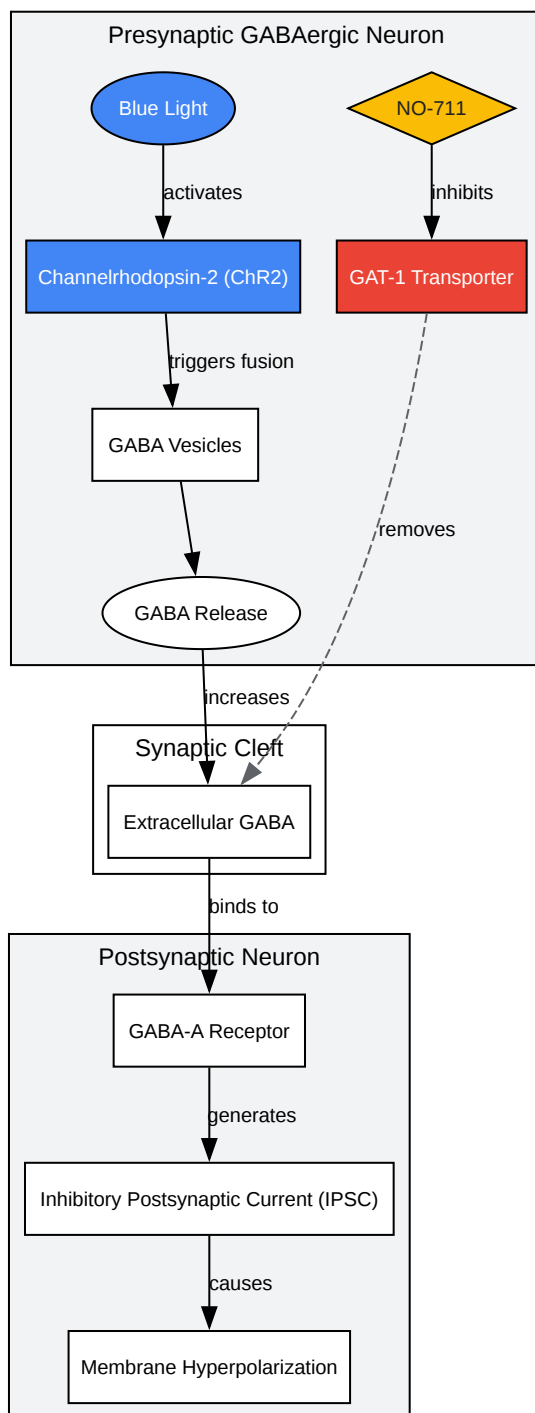 Presynaptic GABAergic Neuron
Blue Light
NO-711
activates
inhibits
Channelrhodopsin-2 (ChR2)
GAT-1 Transporter
triggers fusion
GABA Vesicles
removes
GABA Release
increases
Synaptic Cleft
Extracellular GABA
binds to
Postsynaptic Neuron
GABA-A Receptor
generates
Inhibitory Postsynaptic Current (IPSC)
causes
Membrane Hyperpolarization